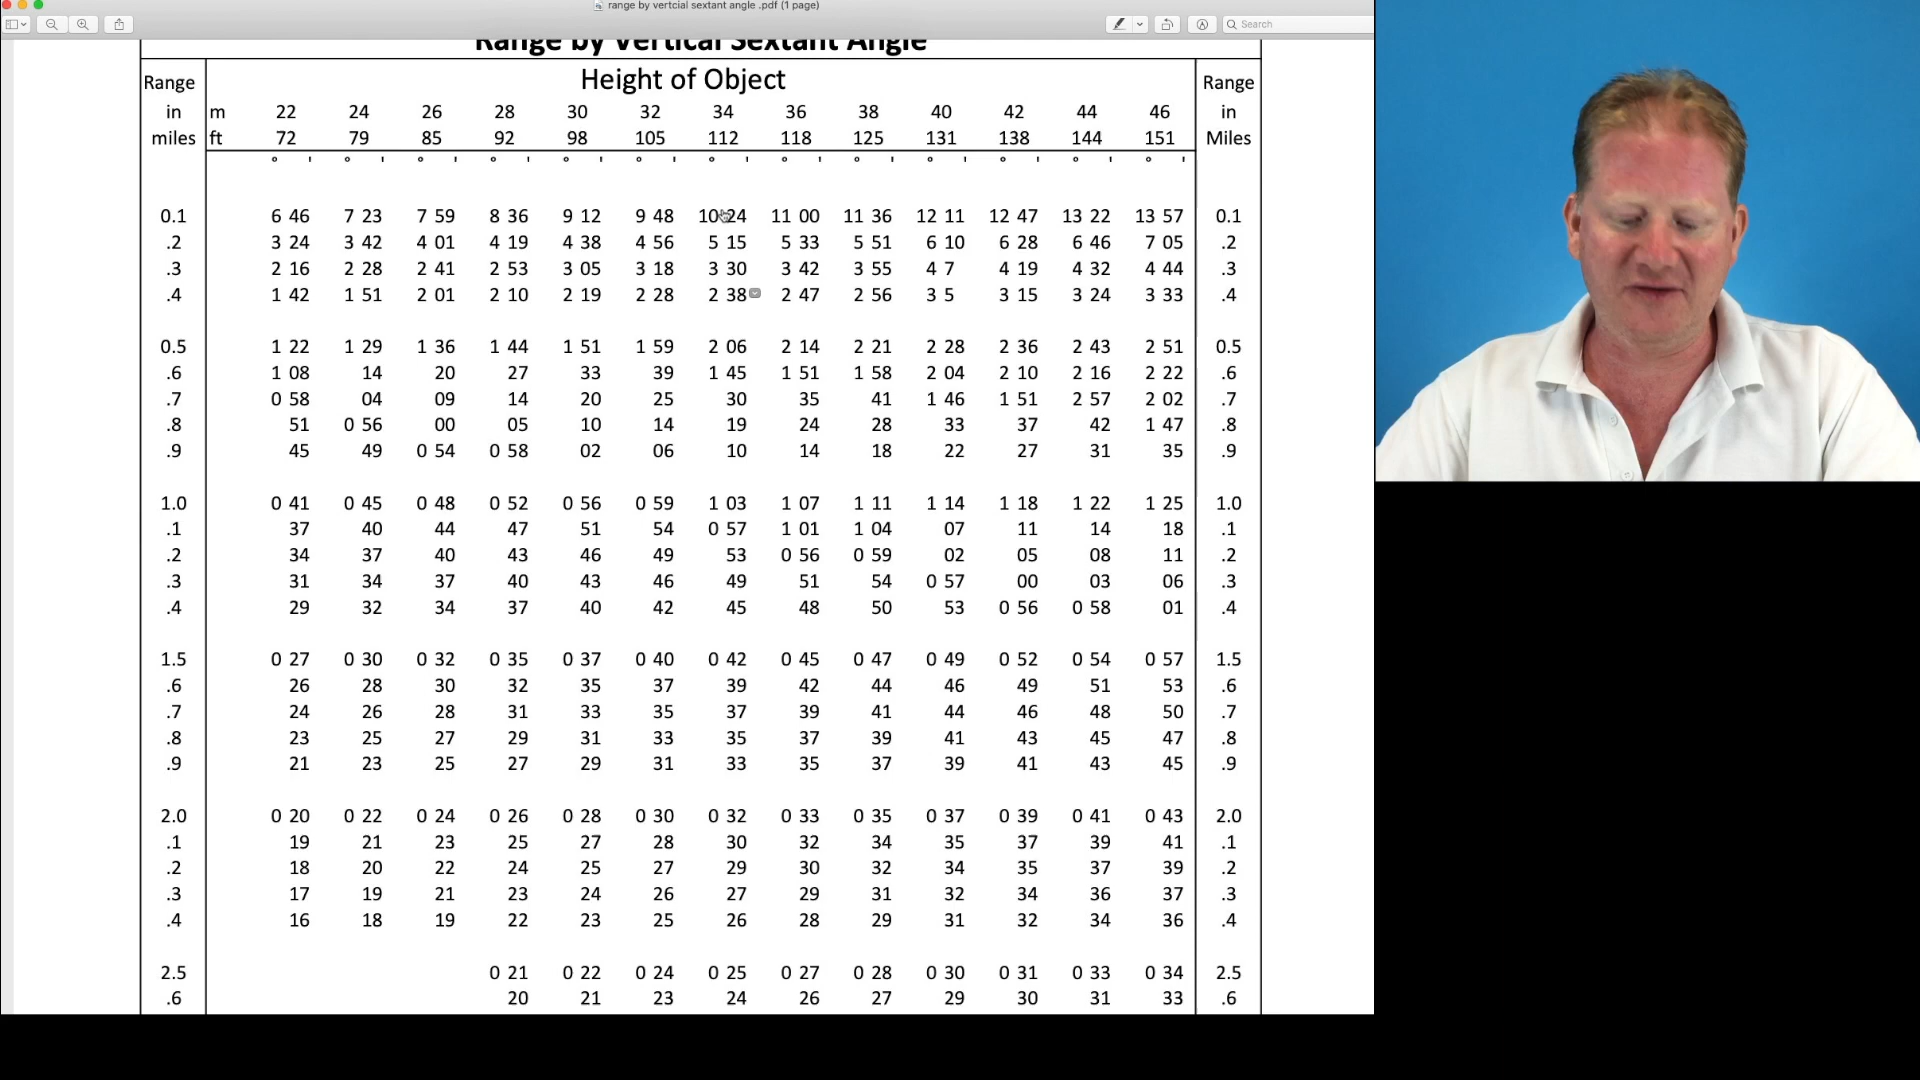 range by vertcial sextant angle .pdf (1 page)
Search
Range by Vertical Sextant Angle
Range Height of Object Range
in m 22 24 26 28 30 32 34 36 38 40 42 44 46 in
miles ft 72 79 85 92 98 105 112 118 125 131 138 144 151 Miles
° ' ° ' ° ' ° ' ° ' ° ' ° ' ° ' ° ' ° ' ° ' ° ' ° '
0.1 6 46 7 23 7 59 8 36 9 12 9 48 10 24 11 00 11 36 12 11 12 47 13 22 13 57 0.1
.2 3 24 3 42 4 01 4 19 4 38 4 56 5 15 5 33 5 51 6 10 6 28 6 46 7 05 .2
.3 2 16 2 28 2 41 2 53 3 05 3 18 3 30 3 42 3 55 4 7 4 19 4 32 4 44 .3
.4 1 42 1 51 2 01 2 10 2 19 2 28 2 38 2 47 2 56 3 5 3 15 3 24 3 33 .4
0.5 1 22 1 29 1 36 1 44 1 51 1 59 2 06 2 14 2 21 2 28 2 36 2 43 2 51 0.5
.6 1 08 14 20 27 33 39 1 45 1 51 1 58 2 04 2 10 2 16 2 22 .6
.7 0 58 04 09 14 20 25 30 35 41 1 46 1 51 2 57 2 02 .7
.8 51 0 56 00 05 10 14 19 24 28 33 37 42 1 47 .8
.9 45 49 0 54 0 58 02 06 10 14 18 22 27 31 35 .9
1.0 0 41 0 45 0 48 0 52 0 56 0 59 1 03 1 07 1 11 1 14 1 18 1 22 1 25 1.0
.1 37 40 44 47 51 54 0 57 1 01 1 04 07 11 14 18 .1
.2 34 37 40 43 46 49 53 0 56 0 59 02 05 08 11 .2
.3 31 34 37 40 43 46 49 51 54 0 57 00 03 06 .3
.4 29 32 34 37 40 42 45 48 50 53 0 56 0 58 01 .4
1.5 0 27 0 30 0 32 0 35 0 37 0 40 0 42 0 45 0 47 0 49 0 52 0 54 0 57 1.5
.6 26 28 30 32 35 37 39 42 44 46 49 51 53 .6
.7 24 26 28 31 33 35 37 39 41 44 46 48 50 .7
.8 23 25 27 29 31 33 35 37 39 41 43 45 47 .8
.9 21 23 25 27 29 31 33 35 37 39 41 43 45 .9
2.0 0 20 0 22 0 24 0 26 0 28 0 30 0 32 0 33 0 35 0 37 0 39 0 41 0 43 2.0
.1 19 21 23 25 27 28 30 32 34 35 37 39 41 .1
.2 18 20 22 24 25 27 29 30 32 34 35 37 39 .2
.3 17 19 21 23 24 26 27 29 31 32 34 36 37 .3
.4 16 18 19 22 23 25 26 28 29 31 32 34 36 .4
2.5 0 21 0 22 0 24 0 25 0 27 0 28 0 30 0 31 0 33 0 34 2.5
.6 20 21 23 24 26 27 29 30 31 33 .6